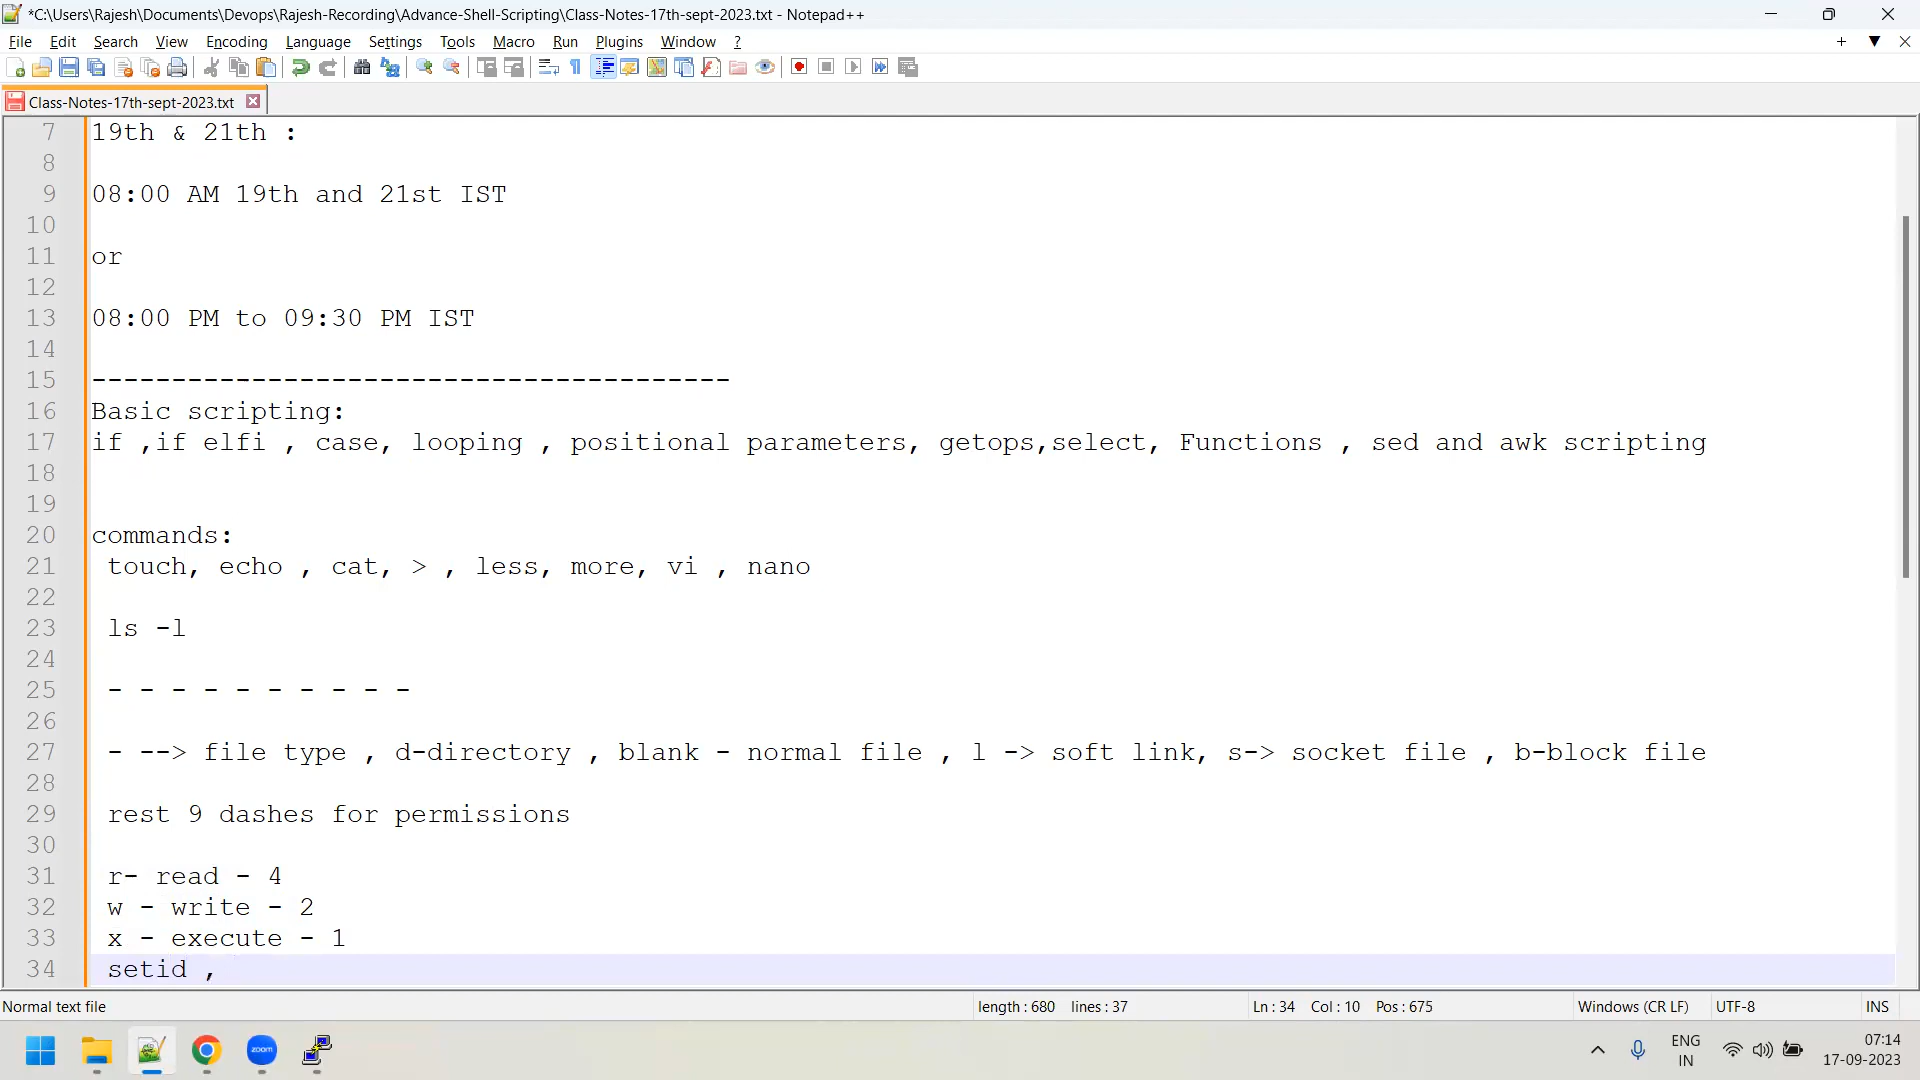 *C:\Users\Rajesh\Documents\Devops\Rajesh-Recording\Advance-Shell-Scripting\Class-Notes-17th-sept-2023.txt - Notepad++
File Edit Search View Encoding Language Settings Tools Macro Run Plugins Window ?
Class-Notes-17th-sept-2023.txt
7 19th & 21th :
8
9 08:00 AM 19th and 21st IST
10
11 or
12
13 08:00 PM to 09:30 PM IST
14
15 ----------------------------------------
16 Basic scripting:
17 if ,if elfi , case, looping , positional parameters, getops,select, Functions , sed and awk scripting
18
19
20 commands:
21 touch, echo , cat, > , less, more, vi , nano
22
23 ls -l
24
25 - - - - - - - - - -
26
27 - --> file type , d-directory , blank - normal file , l -> soft link, s-> socket file , b-block file
28
29 rest 9 dashes for permissions
30
31 r- read - 4
32 w - write - 2
33 x - execute - 1
34 setid ,
Normal text file length : 680 lines : 37 Ln : 34 Col : 10 Pos : 675 Windows (CR LF) UTF-8 INS
zoom
ENG
IN
07:14
17-09-2023